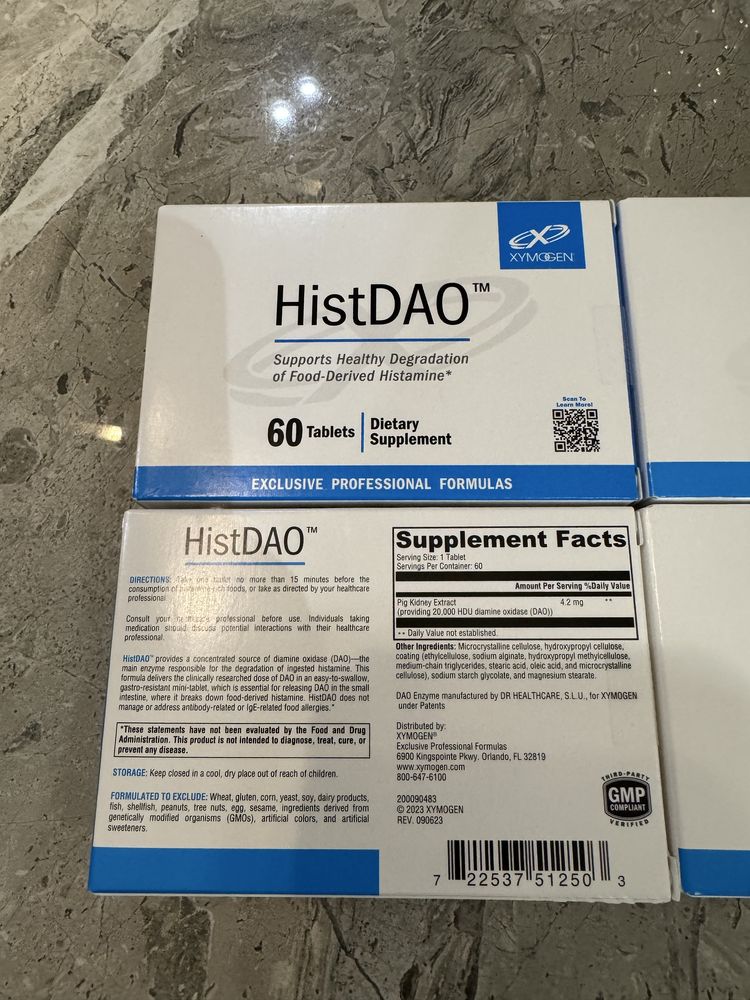 XYMOGEN
HistDAO™
Supports Healthy Degradation
of Food-Derived Histamine*
60 Tablets
Dietary
Supplement
Scan To
Learn More!
EXCLUSIVE PROFESSIONAL FORMULAS
HistDAO™
DIRECTIONS: Take one tablet no more than 15 minutes before the
consumption of histamine-rich foods, or take as directed by your healthcare
professional.
Consult your healthcare professional before use. Individuals taking
medication should discuss potential interactions with their healthcare
professional.
HistDAO™ provides a concentrated source of diamine oxidase (DAO)—the
main enzyme responsible for the degradation of ingested histamine. This
formula delivers the clinically researched dose of DAO in an easy-to-swallow,
gastro-resistant mini-tablet, which is essential for releasing DAO in the small
intestine, where it breaks down food-derived histamine. HistDAO does not
manage or address antibody-related or IgE-related food allergies.*
*These statements have not been evaluated by the Food and Drug
Administration. This product is not intended to diagnose, treat, cure, or
prevent any disease.
STORAGE: Keep closed in a cool, dry place out of reach of children.
FORMULATED TO EXCLUDE: Wheat, gluten, corn, yeast, soy, dairy products,
fish, shellfish, peanuts, tree nuts, egg, sesame, ingredients derived from
genetically modified organisms (GMOs), artificial colors, and artificial
sweeteners.
Supplement Facts
Serving Size: 1 Tablet
Servings Per Container: 60
Amount Per Serving %Daily Value
Pig Kidney Extract 4.2 mg **
(providing 20,000 HDU diamine oxidase (DAO))
** Daily Value not established.
Other Ingredients: Microcrystalline cellulose, hydroxypropyl cellulose,
coating (ethylcellulose, sodium alginate, hydroxypropyl methylcellulose,
medium-chain triglycerides, stearic acid, oleic acid, and microcrystalline
cellulose), sodium starch glycolate, and magnesium stearate.
DAO Enzyme manufactured by DR HEALTHCARE, S.L.U., for XYMOGEN
under Patents
Distributed by:
XYMOGEN®
Exclusive Professional Formulas
6900 Kingspointe Pkwy. Orlando, FL 32819
www.xymogen.com
800-647-6100
200090483
© 2023 XYMOGEN
REV. 090623
THIRD-PARTY
GMP
COMPLIANT
VERIFIED
7 22537 51250 3